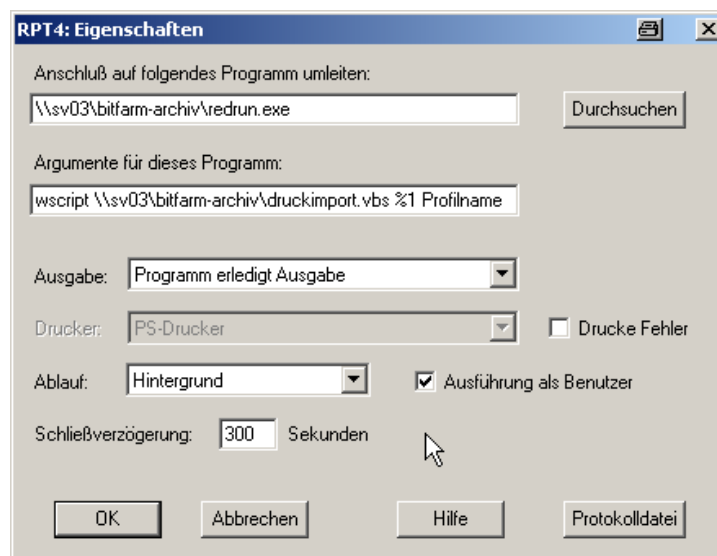 RPT4: Eigenschaften
Anschluß auf folgendes Programm umleiten:
\\sv03\bitfarm-archiv\redrun.exe
Durchsuchen
Argumente für dieses Programm:
wscript \\sv03\bitfarm-archiv\druckimport.vbs %1 Profilname
Ausgabe: Programm erledigt Ausgabe
Drucker: PS-Drucker Drucke Fehler
Ablauf: Hintergrund Ausführung als Benutzer
Schließverzögerung: 300 Sekunden
OK Abbrechen Hilfe Protokolldatei